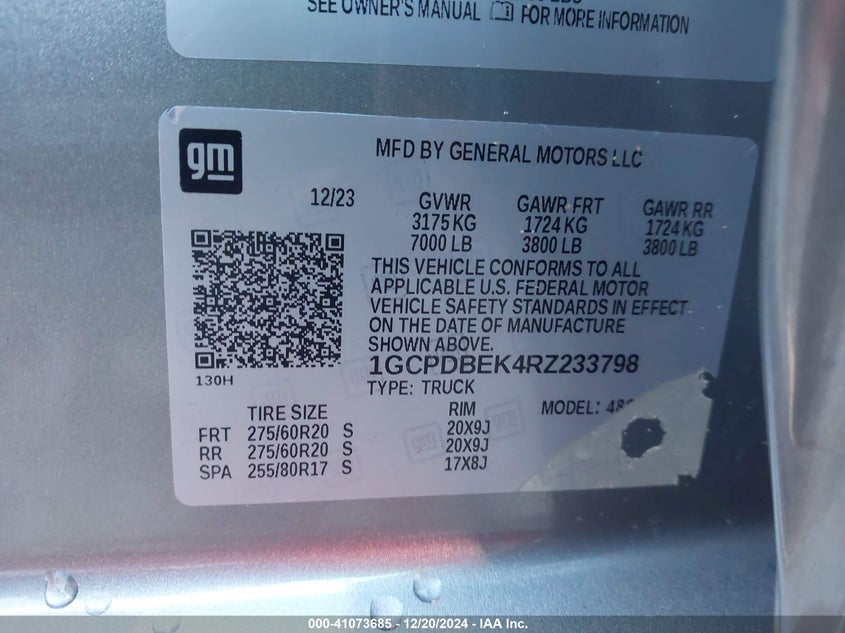 SEE OWNER'S MANUAL FOR MORE INFORMATION
gm
MFD BY GENERAL MOTORS LLC
12/23
GVWR GAWR FRT GAWR RR
3175 KG 1724 KG 1724 KG
7000 LB 3800 LB 3800 LB
THIS VEHICLE CONFORMS TO ALL
APPLICABLE U.S. FEDERAL MOTOR
VEHICLE SAFETY STANDARDS IN EFFECT
ON THE DATE OF MANUFACTURE
SHOWN ABOVE.
1GCPDBEK4RZ233798
130H
TYPE: TRUCK
TIRE SIZE RIM MODEL:
FRT 275/60R20 S 20X9J
RR 275/60R20 S 20X9J
SPA 255/80R17 S 17X8J
gm
000-41073685 - 12/20/2024 - IAA Inc.